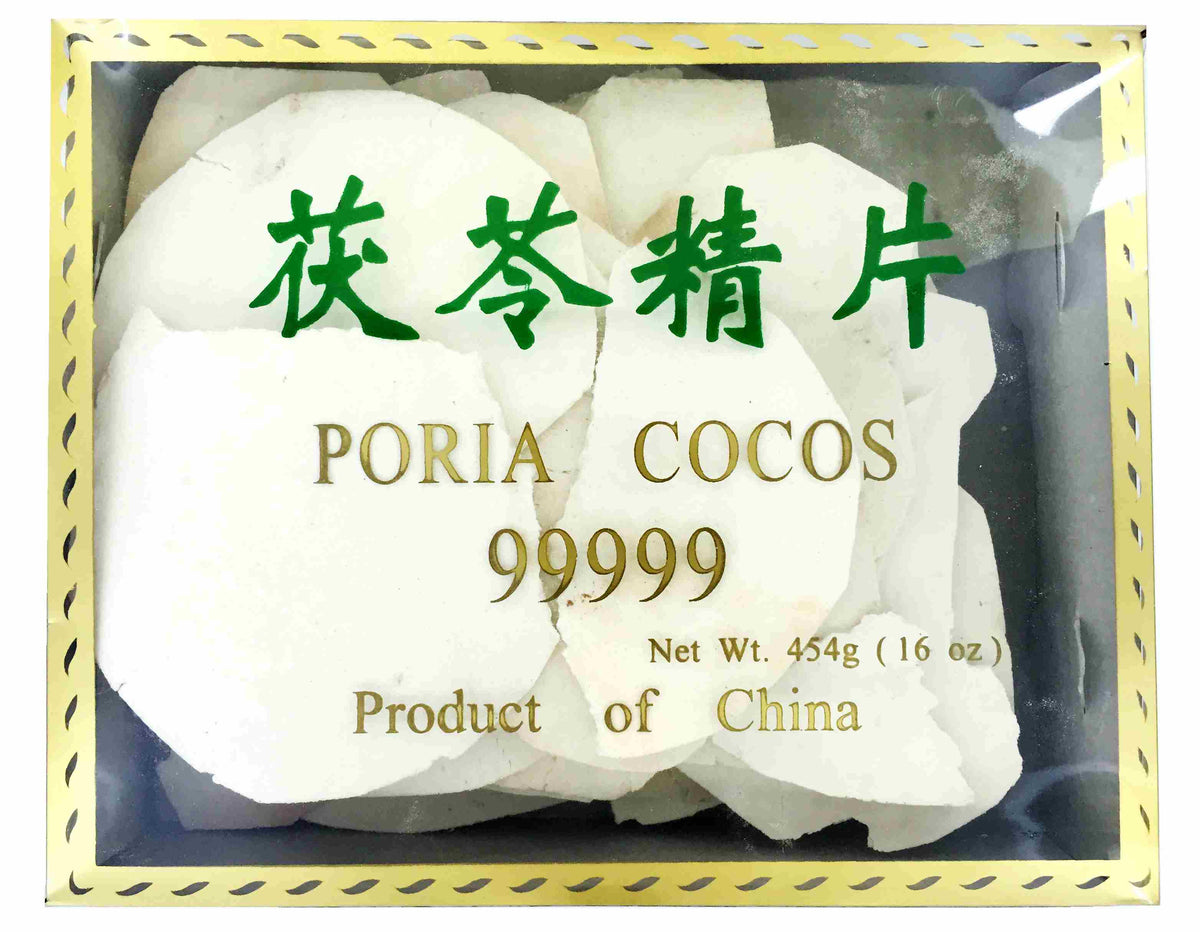 茯苓精片
PORIA COCOS
99999
Net Wt. 454g ( 16 oz )
Product of China